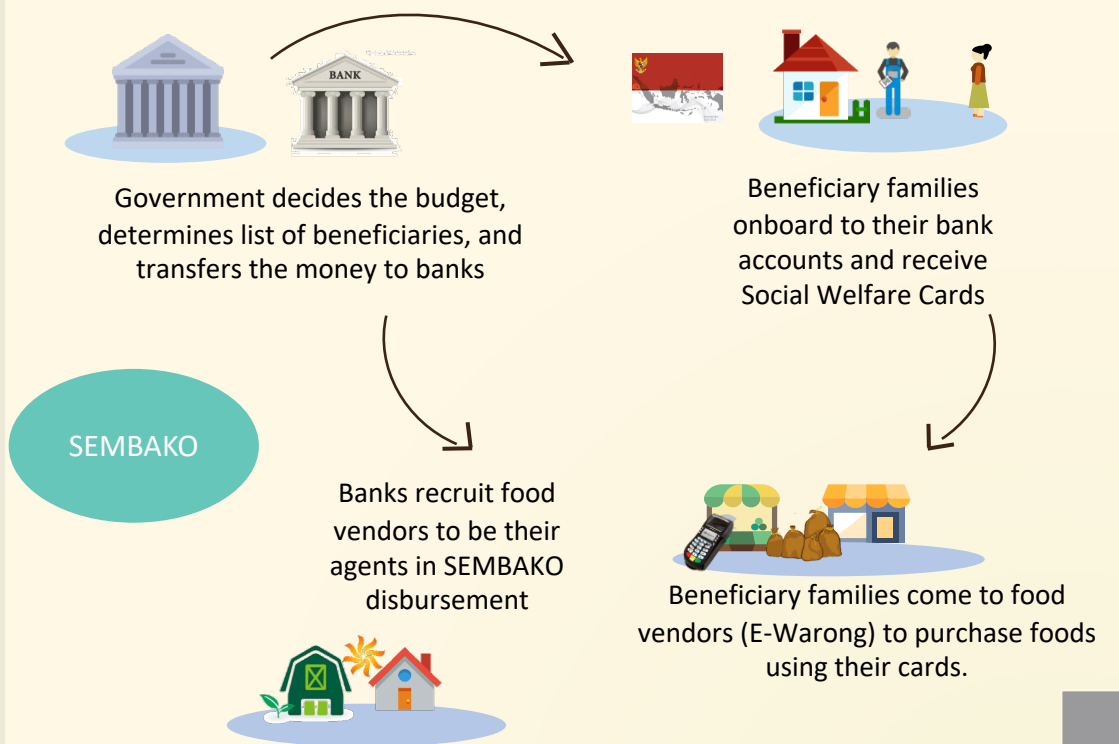 BANK
Government decides the budget,
determines list of beneficiaries, and
transfers the money to banks
Beneficiary families
onboard to their bank
accounts and receive
Social Welfare Cards
SEMBAKO
Banks recruit food
vendors to be their
agents in SEMBAKO
disbursement
Beneficiary families come to food
vendors (E-Warong) to purchase foods
using their cards.